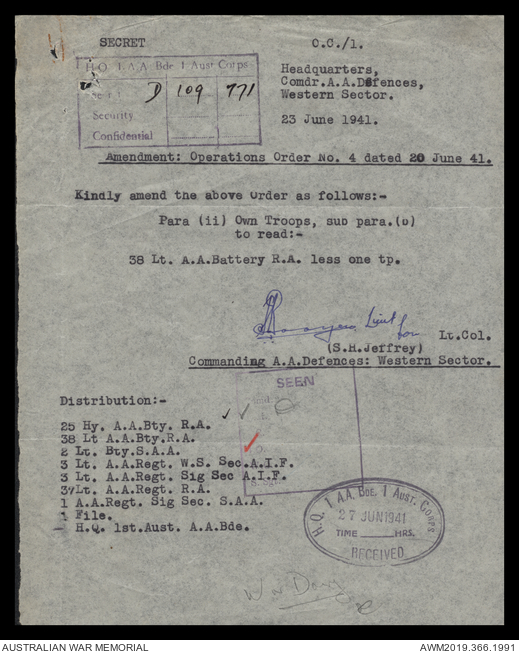 SECRET
O.C./1.
H.Q. 1 A.A. Bde 1 Aust Corps
D 109 771
Security
Confidential
Headquarters,
Comdr.A.A.Defences,
Western Sector.
23 June 1941.
Amendment: Operations Order No. 4 dated 20 June 41.
Kindly amend the above Order as follows:-
Para (ii) Own Troops, sub para.(b)
to read:-
38 Lt. A.A.Battery R.A. less one tp.
Lieut
for Lt.Col.
(S.H.Jeffrey)
Commanding A.A.Defences: Western Sector.
SEEN
Distribution:-
25 Hy. A.A.Bty. R.A.
38 Lt A.A.Bty.R.A.
2 Lt. Bty.S.A.A.
3 Lt. A.A.Regt. W.S. Sec.A.I.F.
3 Lt. A.A.Regt. Sig Sec A.I.F.
37Lt. A.A.Regt. R.A.
1 A.A.Regt. Sig Sec. S.A.A.
1 File.
H.Q. 1st.Aust. A.A.Bde.
H.Q. 1 A.A. BDE. 1 AUST. CORPS
27 JUN 1941
TIME ____ HRS.
RECEIVED
War Diary
AUSTRALIAN WAR MEMORIAL
AWM2019.366.1991